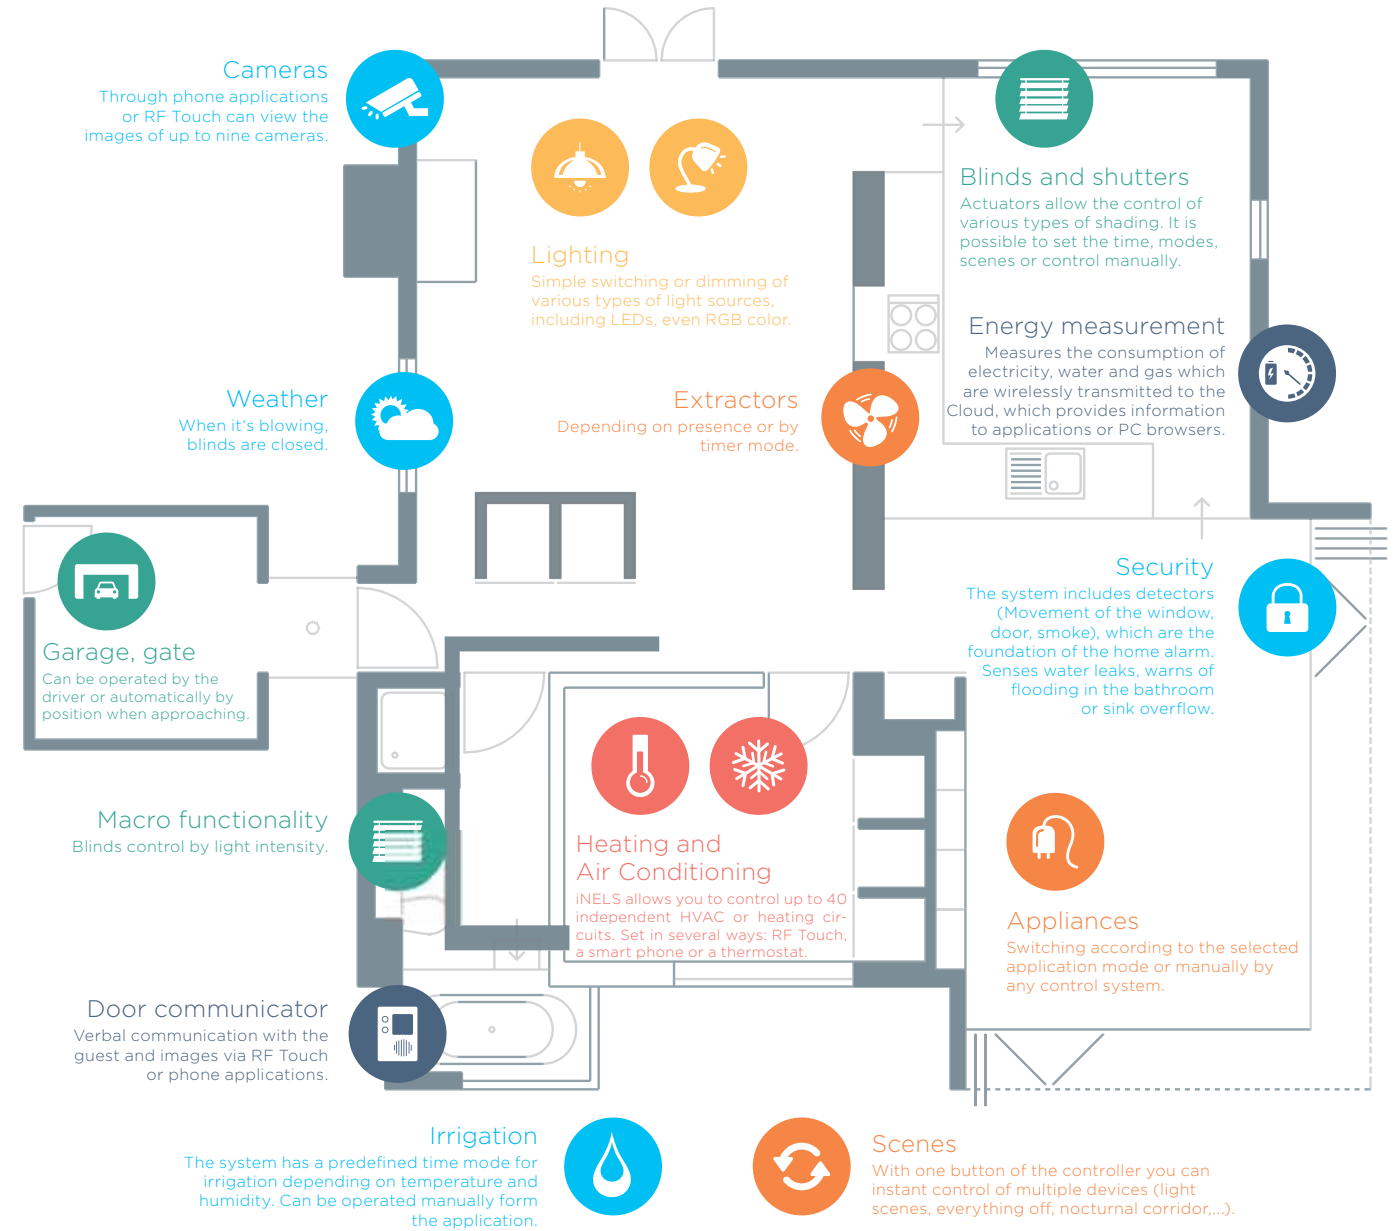 Cameras
Through phone applications
or RF Touch can view the
images of up to nine cameras.
Blinds and shutters
Actuators allow the control of
various types of shading. It is
possible to set the time, modes,
scenes or control manually.
Lighting
Simple switching or dimming of
various types of light sources,
including LEDs, even RGB color.
Energy measurement
Measures the consumption of
electricity, water and gas which
are wirelessly transmitted to the
Cloud, which provides information
to applications or PC browsers.
Weather
When it's blowing,
blinds are closed.
Extractors
Depending on presence or by
timer mode.
Security
The system includes detectors
(Movement of the window,
door, smoke), which are the
foundation of the home alarm.
Senses water leaks, warns of
flooding in the bathroom
or sink overflow.
Garage, gate
Can be operated by the
driver or automatically by
position when approaching.
Macro functionality
Blinds control by light intensity.
Heating and
Air Conditioning
iNELS allows you to control up to 40
independent HVAC or heating cir-
cuits. Set in several ways: RF Touch,
a smart phone or a thermostat.
Appliances
Switching according to the selected
application mode or manually by
any control system.
Door communicator
Verbal communication with the
guest and images via RF Touch
or phone applications.
Irrigation
The system has a predefined time mode for
irrigation depending on temperature and
humidity. Can be operated manually form
the application.
Scenes
With one button of the controller you can
instant control of multiple devices (light
scenes, everything off, nocturnal corridor,...).